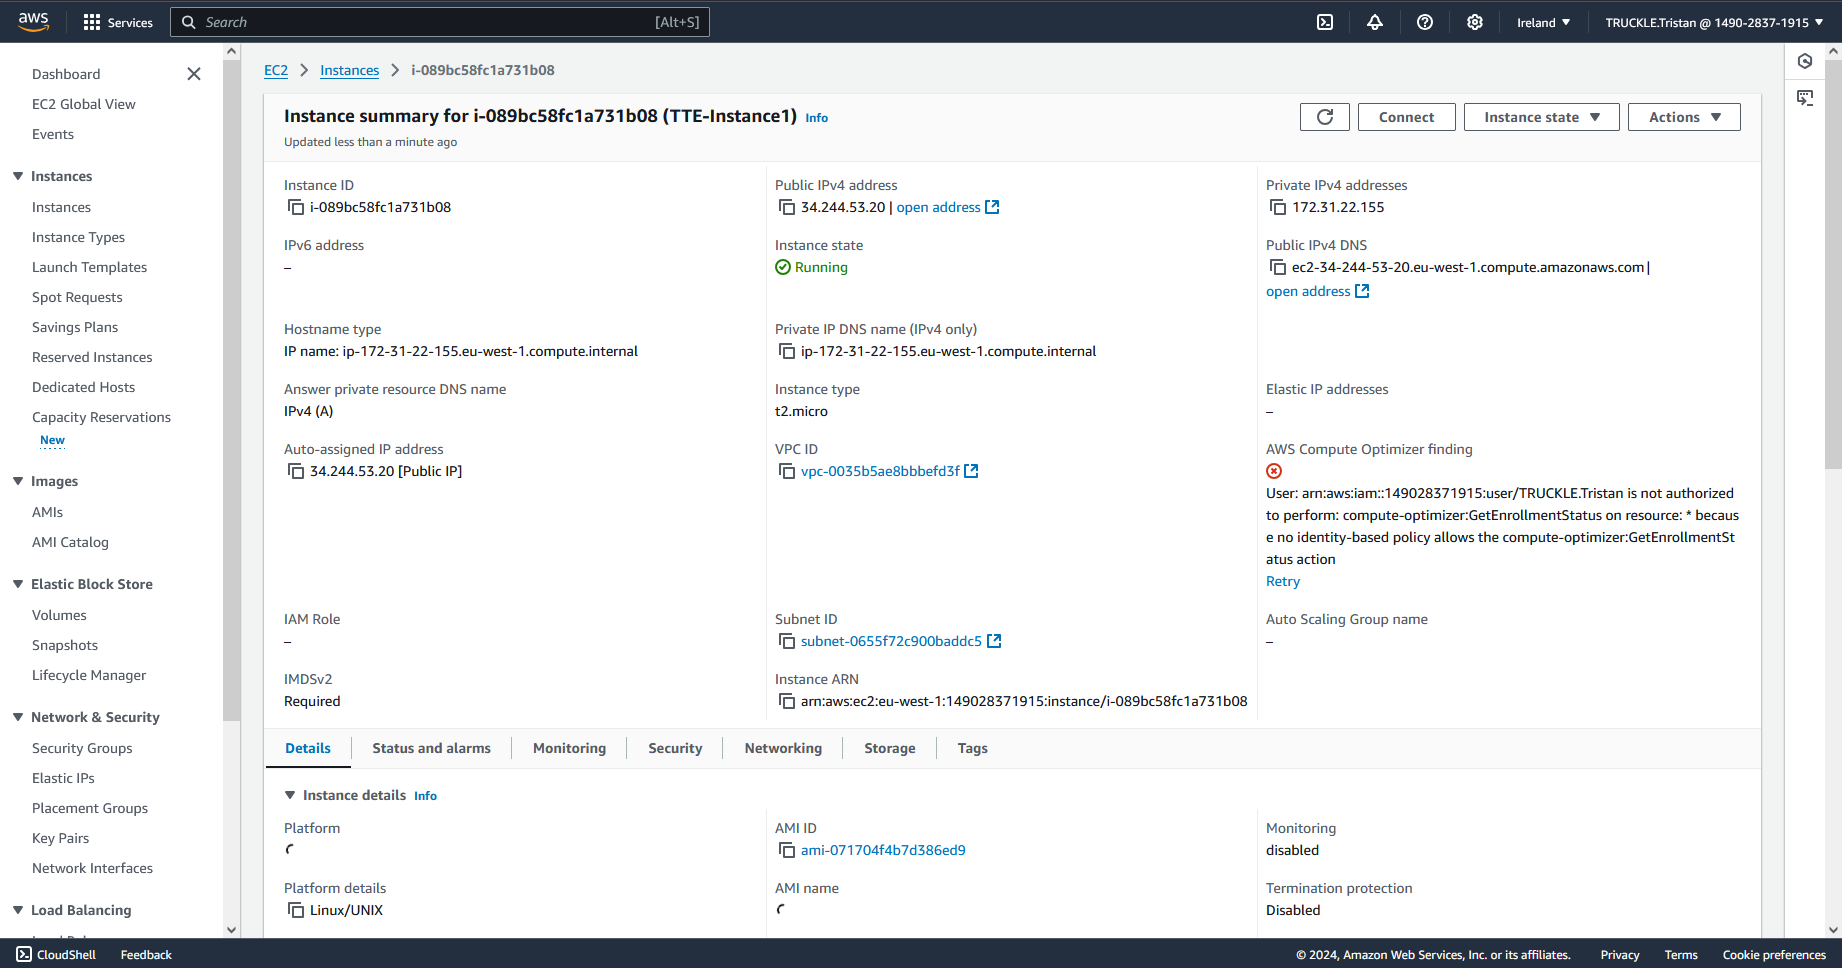 aws
Services
Search
[Alt+S]
Ireland
TRUCKLE.Tristan @ 1490-2837-1915
Dashboard
EC2 Global View
Events
Instances
Instances
Instance Types
Launch Templates
Spot Requests
Savings Plans
Reserved Instances
Dedicated Hosts
Capacity Reservations
New
Images
AMIs
AMI Catalog
Elastic Block Store
Volumes
Snapshots
Lifecycle Manager
Network & Security
Security Groups
Elastic IPs
Placement Groups
Key Pairs
Network Interfaces
Load Balancing
EC2 > Instances > i-089bc58fc1a731b08
Instance summary for i-089bc58fc1a731b08 (TTE-Instance1) Info
Updated less than a minute ago
Connect
Instance state
Actions
Instance ID
i-089bc58fc1a731b08
Public IPv4 address
34.244.53.20 | open address
Private IPv4 addresses
172.31.22.155
IPv6 address
–
Instance state
Running
Public IPv4 DNS
ec2-34-244-53-20.eu-west-1.compute.amazonaws.com |
open address
Hostname type
IP name: ip-172-31-22-155.eu-west-1.compute.internal
Private IP DNS name (IPv4 only)
ip-172-31-22-155.eu-west-1.compute.internal
Answer private resource DNS name
IPv4 (A)
Instance type
t2.micro
Elastic IP addresses
–
Auto-assigned IP address
34.244.53.20 [Public IP]
VPC ID
vpc-0035b5ae8bbbefd3f
AWS Compute Optimizer finding
User: arn:aws:iam::149028371915:user/TRUCKLE.Tristan is not authorized
to perform: compute-optimizer:GetEnrollmentStatus on resource: * becaus
e no identity-based policy allows the compute-optimizer:GetEnrollmentSt
atus action
Retry
IAM Role
–
Subnet ID
subnet-0655f72c900baddc5
Auto Scaling Group name
–
IMDSv2
Required
Instance ARN
arn:aws:ec2:eu-west-1:149028371915:instance/i-089bc58fc1a731b08
Details
Status and alarms
Monitoring
Security
Networking
Storage
Tags
Instance details Info
Platform
AMI ID
ami-071704f4b7d386ed9
Monitoring
disabled
Platform details
Linux/UNIX
AMI name
Termination protection
Disabled
CloudShell
Feedback
© 2024, Amazon Web Services, Inc. or its affiliates.
Privacy
Terms
Cookie preferences